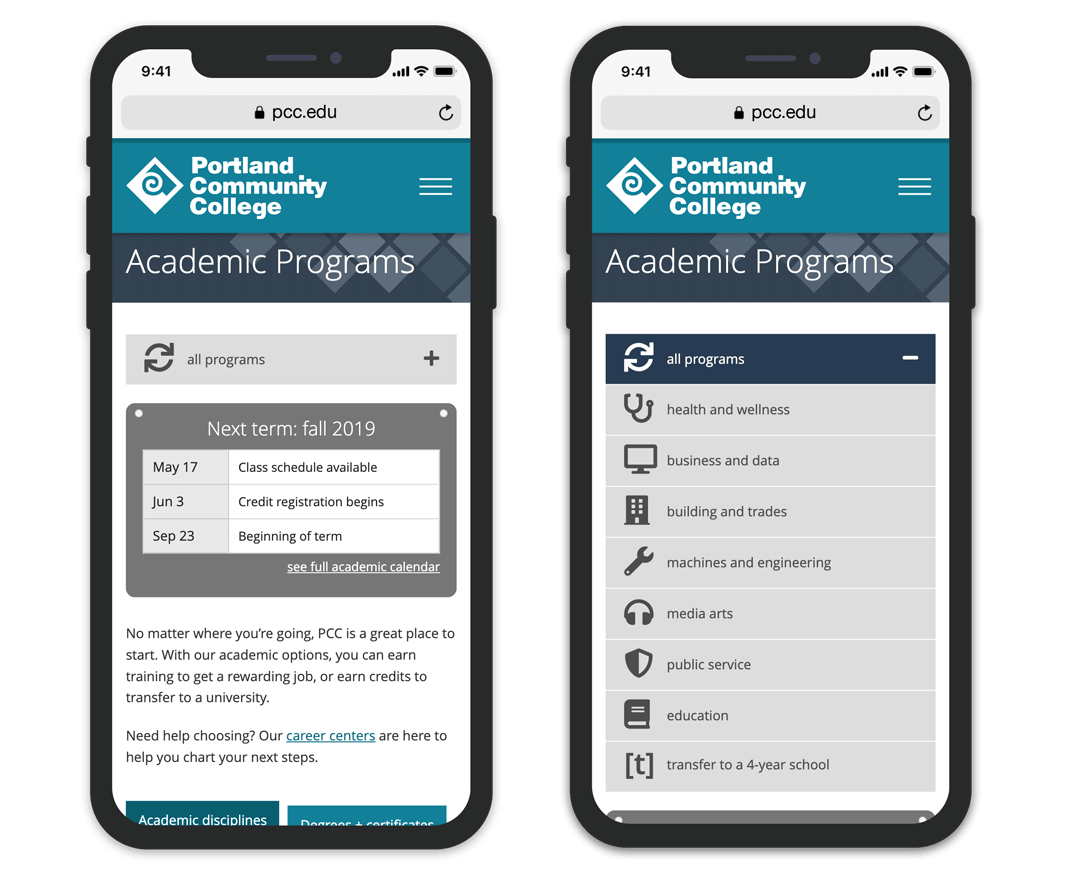 9:41
pcc.edu
Portland
Community
College
Academic Programs
all programs
Next term: fall 2019
May 17 Class schedule available
Jun 3 Credit registration begins
Sep 23 Beginning of term
see full academic calendar
No matter where you’re going, PCC is a great place to
start. With our academic options, you can earn
training to get a rewarding job, or earn credits to
transfer to a university.
Need help choosing? Our career centers are here to
help you chart your next steps.
Academic disciplines Degrees + certificates
9:41
pcc.edu
Portland
Community
College
Academic Programs
all programs
health and wellness
business and data
building and trades
machines and engineering
media arts
public service
education
[t] transfer to a 4-year school